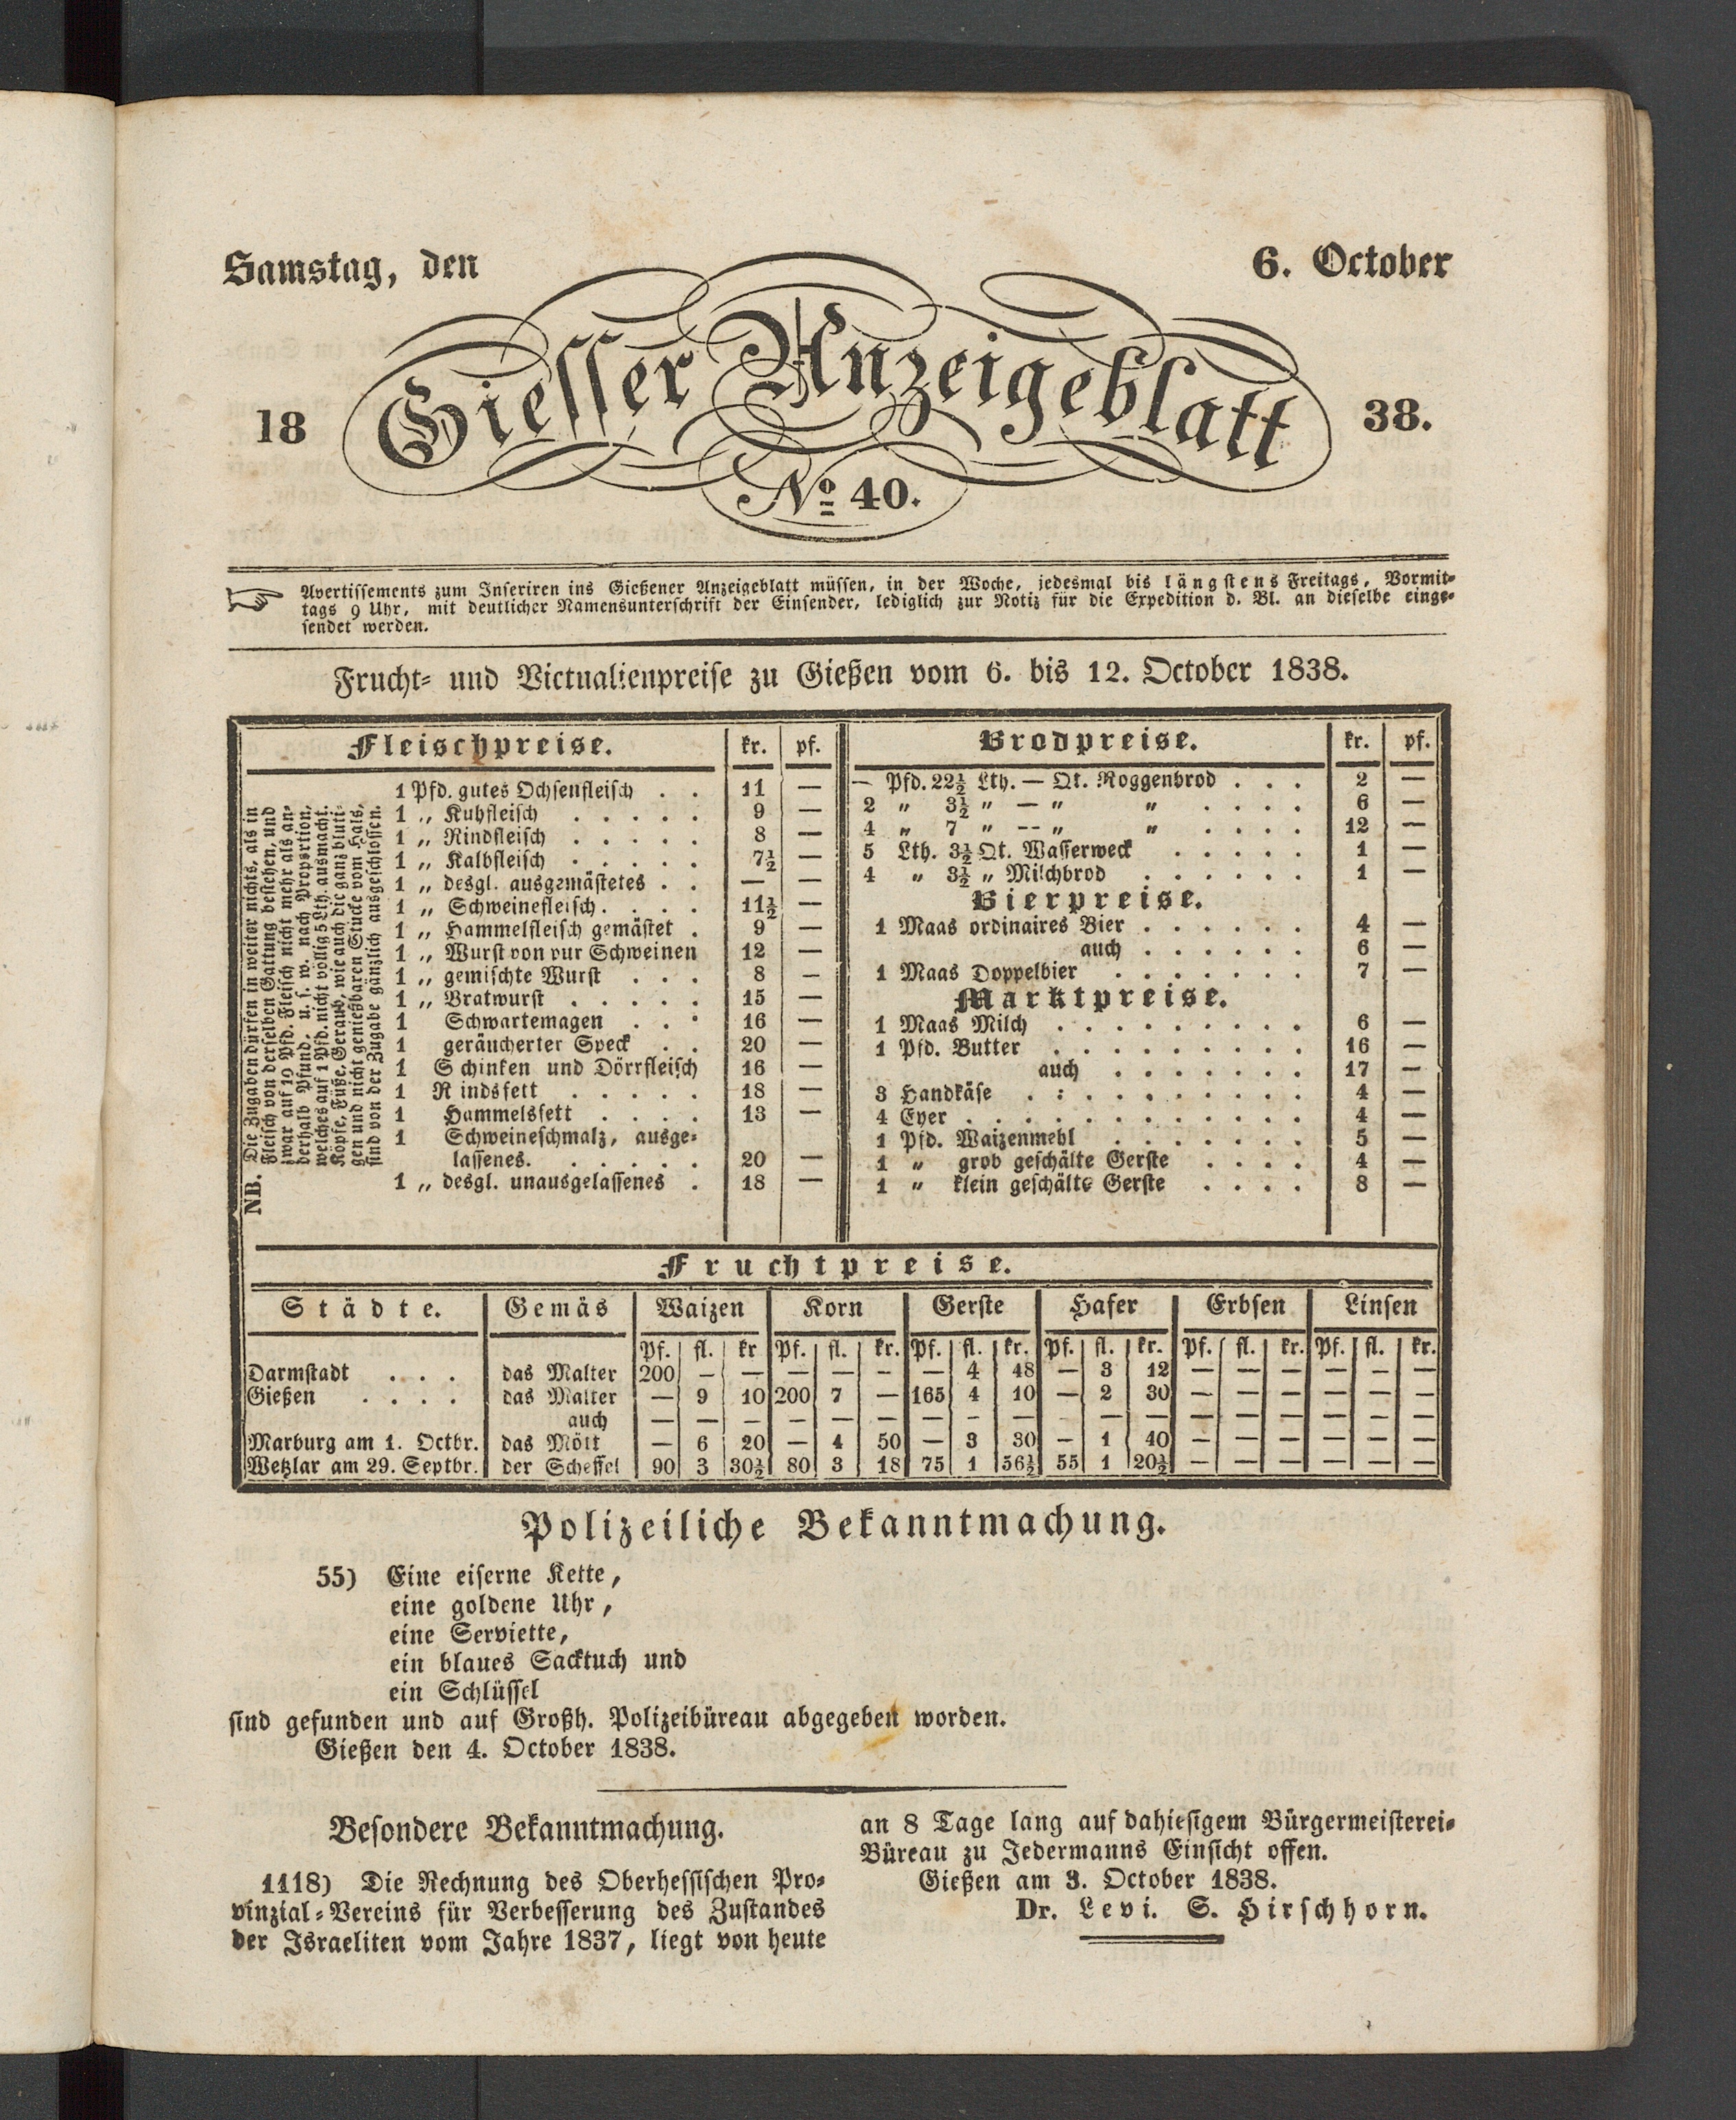 Samstag, den 6. October
Giesser Anzeigeblatt
18 38.
No 40.
Avertissements zum Inseriren ins Gießener Anzeigeblatt müssen, in der Woche, jedesmal bis längstens Freitags, Vormit-
tags 9 Uhr, mit deutlicher Namensunterschrift der Einsender, lediglich zur Notiz für die Expedition d. Bl. an dieselbe einge-
sendet werden.
Frucht- und Victualienpreise zu Gießen vom 6. bis 12. October 1838.
Fleischpreise. kr. pf.
NB. Die Zugaben dürfen in weiter nichts, als in
Fleisch von derselben Gattung bestehen, und
zwar auf 10 Pfd. Fleisch nicht mehr als an-
derhalb Pfund, u. s. w. nach Proportion,
welches auf 1 Pfd. nicht völlig 5 Lth. ausmacht.
Köpfe, Füße, Geraub, wie auch die ganz bluti-
gen und nicht genießbaren Stücke vom Hals,
sind von der Zugabe gänzlich ausgeschlossen.
1 Pfd. gutes Ochsenfleisch . . 11 —
1 „ Kuhfleisch . . . . . 9 —
1 „ Rindfleisch . . . . . 8 —
1 „ Kalbfleisch . . . . . 7½ —
1 „ desgl. ausgemästetes . . — —
1 „ Schweinefleisch . . . . 11½ —
1 „ Hammelfleisch gemästet . 9 —
1 „ Wurst von pur Schweinen 12 —
1 „ gemischte Wurst . . . 8 —
1 „ Bratwurst . . . . . 15 —
1 Schwartemagen . . . 16 —
1 geräucherter Speck . . 20 —
1 Schinken und Dörrfleisch 16 —
1 Rindsfett . . . . . 18 —
1 Hammelsfett . . . . 13 —
1 Schweineschmalz, ausge-
lassenes. . . . . . 20 —
1 „ desgl. unausgelassenes . 18 —
Brodpreise. kr. pf.
— Pfd. 22½ Lth. — Qt. Roggenbrod . . . 2 —
2 „ 3½ „ — „ „ . . . . 6 —
4 „ 7 „ — „ „ . . . . 12 —
5 Lth. 3½ Qt. Wasserweck . . . . . 1 —
4 „ 3½ „ Milchbrod . . . . . . 1 —
Bierpreise.
1 Maas ordinaires Bier . . . . . . 4 —
auch . . . . . . 6 —
1 Maas Doppelbier . . . . . . . 7 —
Marktpreise.
1 Maas Milch . . . . . . . . . 6 —
1 Pfd. Butter . . . . . . . . . 16 —
auch . . . . . . . 17 —
3 Handkäse . . . . . . . . . . 4 —
4 Eyer . . . . . . . . . . . . 4 —
1 Pfd. Waizenmehl . . . . . . . 5 —
1 „ grob geschälte Gerste . . . . 4 —
1 „ klein geschälte Gerste . . . . 8 —
Fruchtpreise.
Städte. Gemäs Waizen Korn Gerste Hafer Erbsen Linsen
Pf. fl. kr Pf. fl. kr. Pf. fl. kr. Pf. fl. kr. Pf. fl. kr. Pf. fl. kr.
Darmstadt . . . das Malter 200 — — — — — — 4 48 — 3 12 — — — — — —
Gießen . . . . das Malter — 9 10 200 7 — 165 4 10 — 2 30 — — — — — —
auch — — — — — — — — — — — — — — — — — —
Marburg am 1. Octbr. das Mött — 6 20 — 4 50 — 3 30 — 1 40 — — — — — —
Wetzlar am 29. Septbr. der Scheffel 90 3 30½ 80 3 18 75 1 56½ 55 1 20½ — — — — — —
Polizeiliche Bekanntmachung.
55) Eine eiserne Kette,
eine goldene Uhr,
eine Serviette,
ein blaues Sacktuch und
ein Schlüssel
sind gefunden und auf Großh. Polizeibüreau abgegeben worden.
Gießen den 4. October 1838.
Besondere Bekanntmachung.
1118) Die Rechnung des Oberhessischen Pro-
vinzial-Vereins für Verbesserung des Zustandes
der Israeliten vom Jahre 1837, liegt von heute
an 8 Tage lang auf dahiesigem Bürgermeisterei-
Büreau zu Jedermanns Einsicht offen.
Gießen am 3. October 1838.
Dr. Levi. S. Hirschhorn.